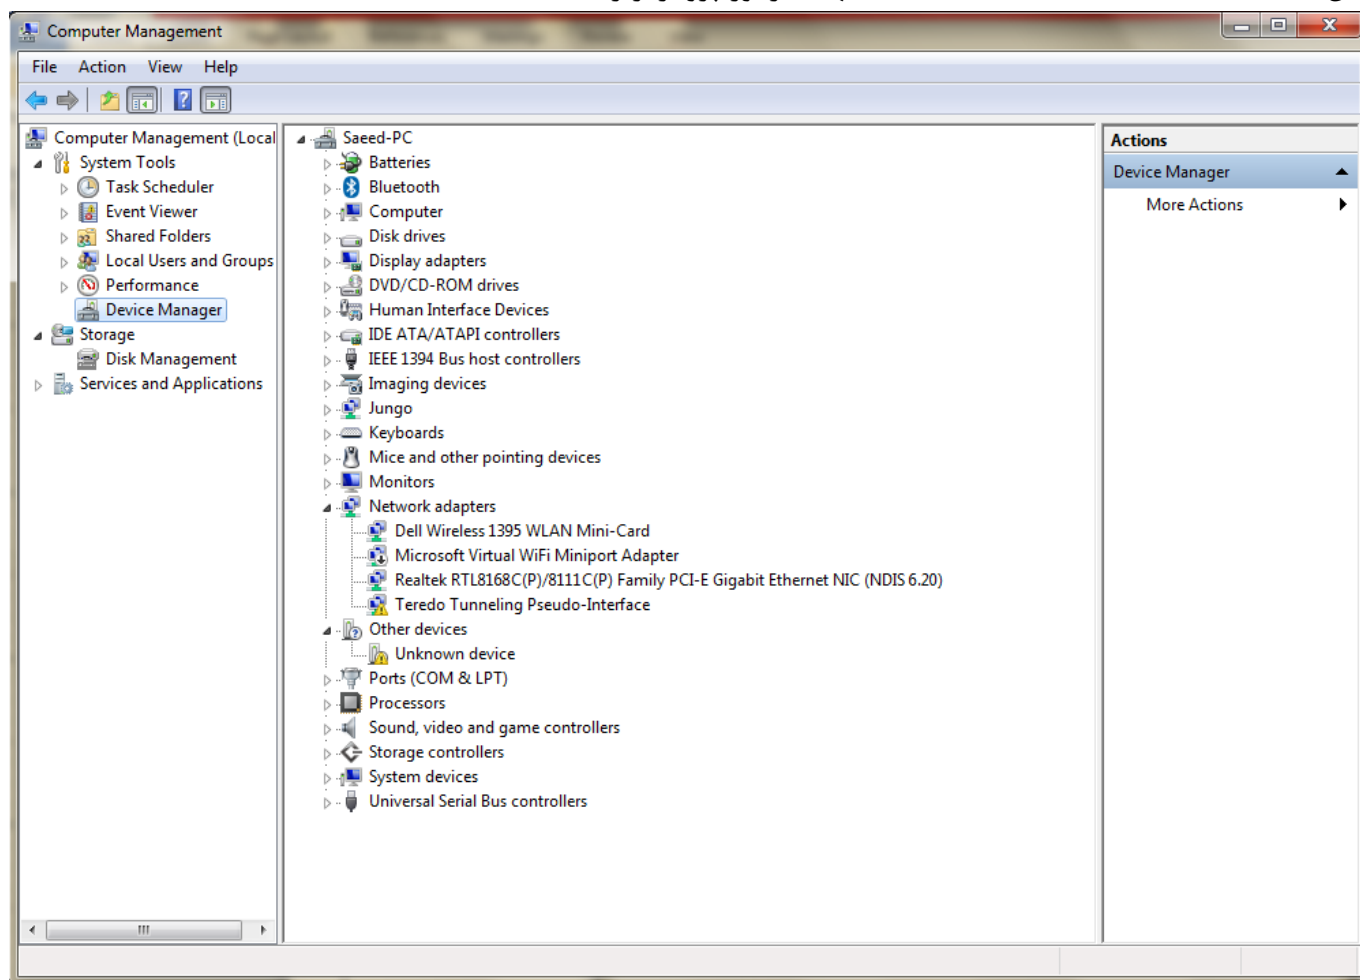 Computer Management
File Action View Help
Computer Management (Local
System Tools
Task Scheduler
Event Viewer
Shared Folders
Local Users and Groups
Performance
Device Manager
Storage
Disk Management
Services and Applications
Saeed-PC
Batteries
Bluetooth
Computer
Disk drives
Display adapters
DVD/CD-ROM drives
Human Interface Devices
IDE ATA/ATAPI controllers
IEEE 1394 Bus host controllers
Imaging devices
Jungo
Keyboards
Mice and other pointing devices
Monitors
Network adapters
Dell Wireless 1395 WLAN Mini-Card
Microsoft Virtual WiFi Miniport Adapter
Realtek RTL8168C(P)/8111C(P) Family PCI-E Gigabit Ethernet NIC (NDIS 6.20)
Teredo Tunneling Pseudo-Interface
Other devices
Unknown device
Ports (COM & LPT)
Processors
Sound, video and game controllers
Storage controllers
System devices
Universal Serial Bus controllers
Actions
Device Manager
More Actions